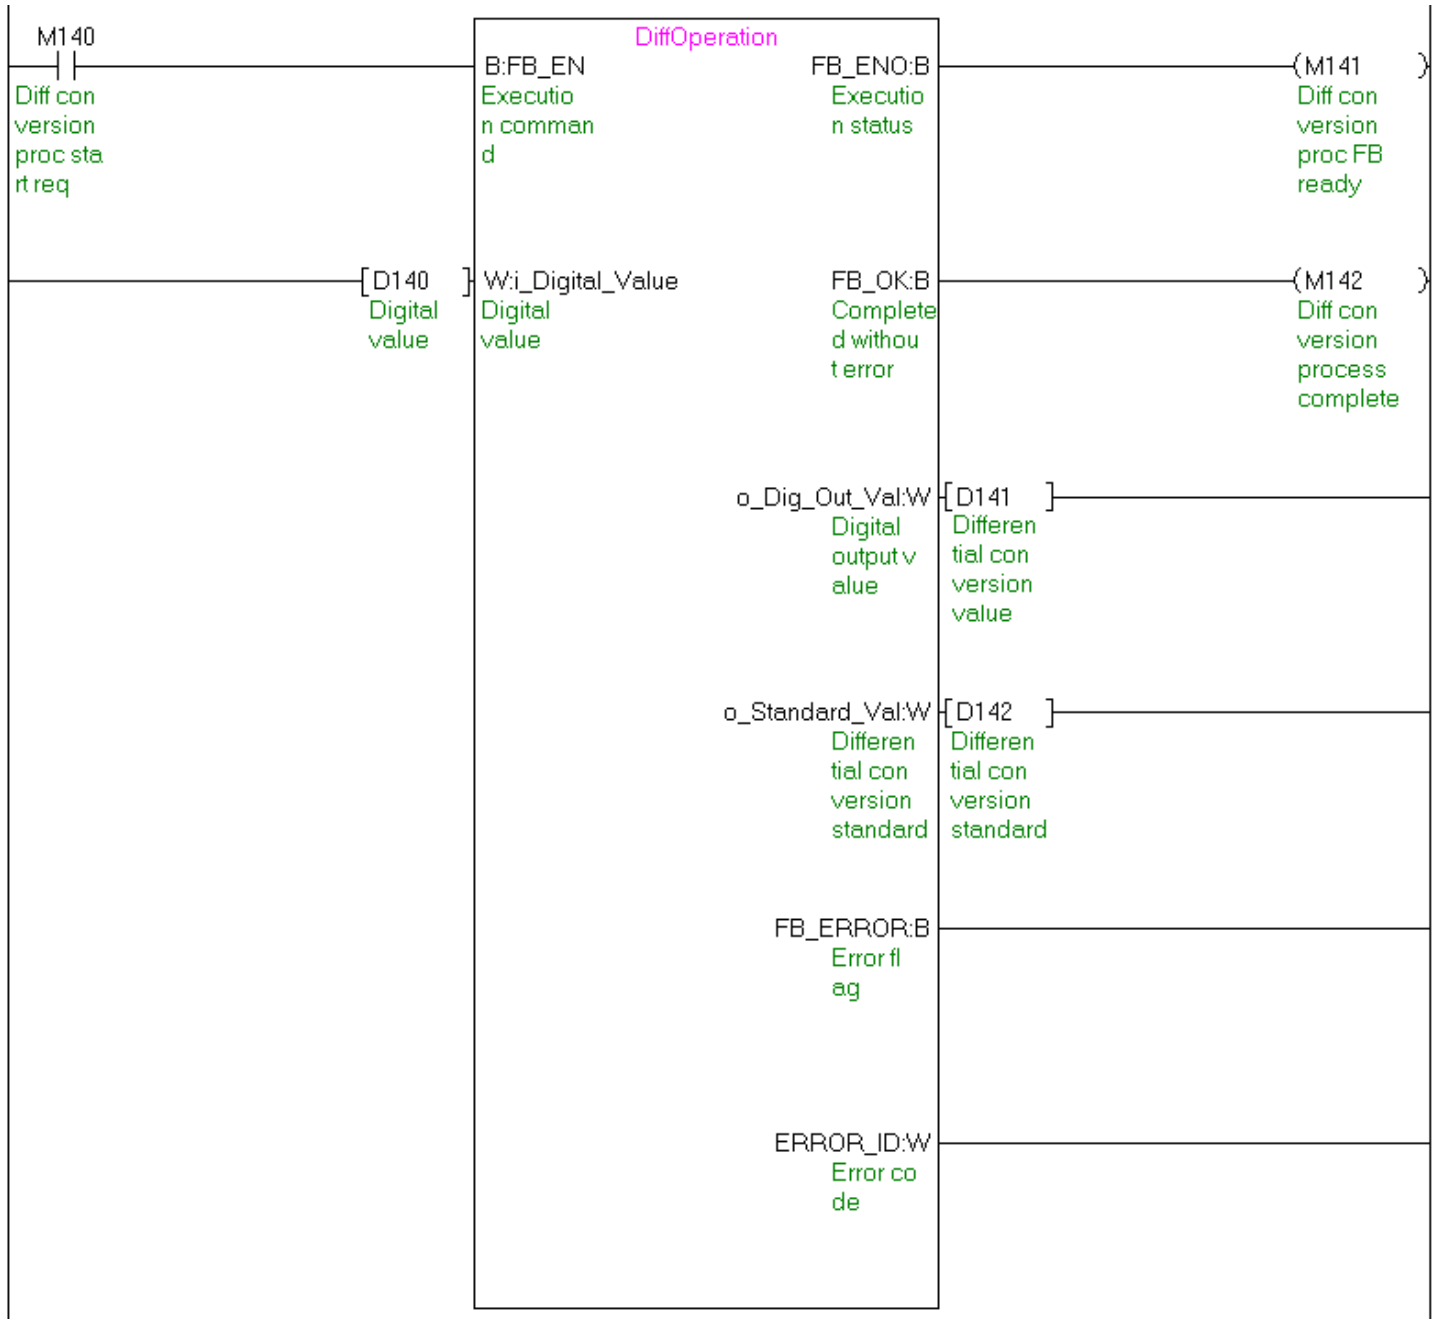 M140
DiffOperation
B:FB_EN
FB_ENO:B
(M141 )
Diff con
version
proc sta
rt req
Executio
n comman
d
Executio
n status
Diff con
version
proc FB
ready
[D140 ]
W:i_Digital_Value
FB_OK:B
(M142 )
Digital
value
Digital
value
Complete
d withou
t error
Diff con
version
process
complete
o_Dig_Out_Val:W
[D141 ]
Digital
output v
alue
Differen
tial con
version
value
o_Standard_Val:W
[D142 ]
Differen
tial con
version
standard
Differen
tial con
version
standard
FB_ERROR:B
Error fl
ag
ERROR_ID:W
Error co
de